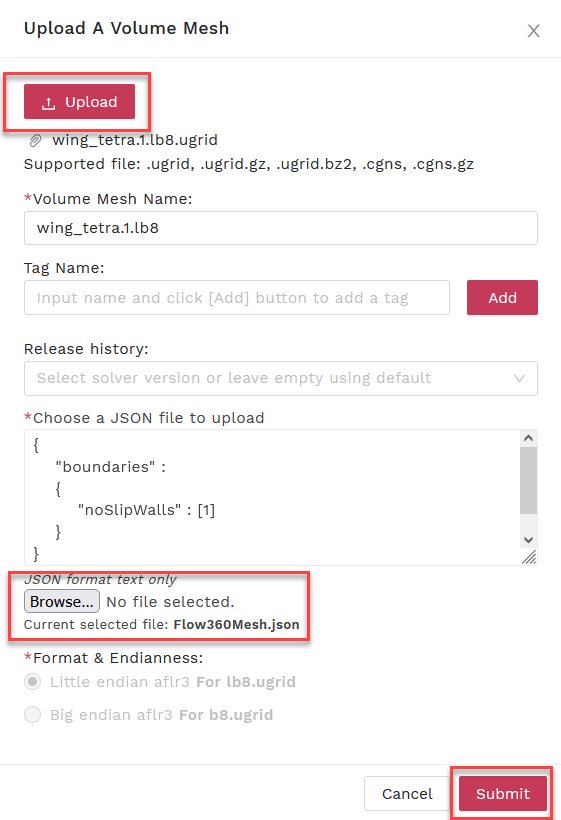 Upload A Volume Mesh
Upload
wing_tetra.1.lb8.ugrid
Supported file: .ugrid, .ugrid.gz, .ugrid.bz2, .cgns, .cgns.gz
*Volume Mesh Name:
wing_tetra.1.lb8
Tag Name:
Input name and click [Add] button to add a tag
Add
Release history:
Select solver version or leave empty using default
*Choose a JSON file to upload
{
"boundaries" :
{
"noSlipWalls" : [1]
}
}
JSON format text only
Browse... No file selected.
Current selected file: Flow360Mesh.json
*Format & Endianness:
Little endian aflr3 For lb8.ugrid
Big endian aflr3 For b8.ugrid
Cancel
Submit